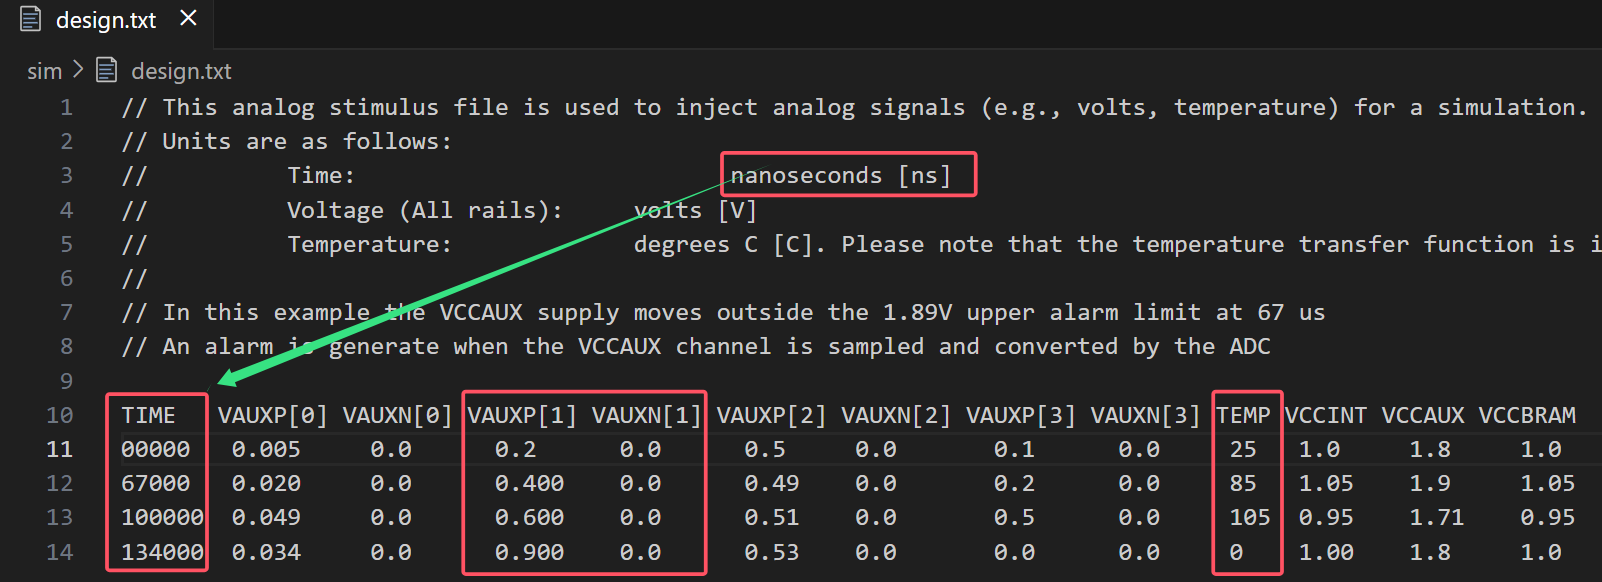 design.txt
sim > design.txt
1 // This analog stimulus file is used to inject analog signals (e.g., volts, temperature) for a simulation.
2 // Units are as follows:
3 // Time: nanoseconds [ns]
4 // Voltage (All rails): volts [V]
5 // Temperature: degrees C [C]. Please note that the temperature transfer function is i
6 //
7 // In this example the VCCAUX supply moves outside the 1.89V upper alarm limit at 67 us
8 // An alarm is generate when the VCCAUX channel is sampled and converted by the ADC
9
10 TIME VAUXP[0] VAUXN[0] VAUXP[1] VAUXN[1] VAUXP[2] VAUXN[2] VAUXP[3] VAUXN[3] TEMP VCCINT VCCAUX VCCBRAM
11 00000 0.005 0.0 0.2 0.0 0.5 0.0 0.1 0.0 25 1.0 1.8 1.0
12 67000 0.020 0.0 0.400 0.0 0.49 0.0 0.2 0.0 85 1.05 1.9 1.05
13 100000 0.049 0.0 0.600 0.0 0.51 0.0 0.5 0.0 105 0.95 1.71 0.95
14 134000 0.034 0.0 0.900 0.0 0.53 0.0 0.0 0.0 0 1.00 1.8 1.0